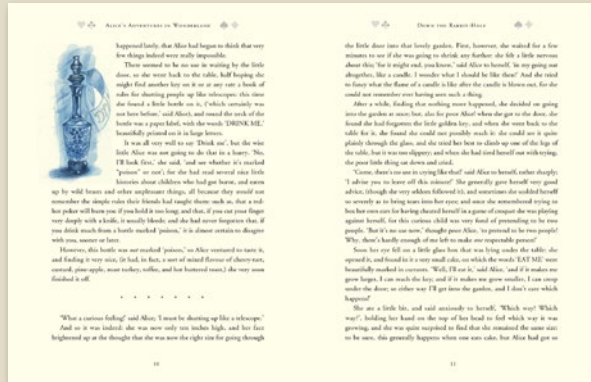 Alice's Adventures in Wonderland
happened lately, that Alice had begun to think that very
few things indeed were really impossible.
There seemed to be no use in waiting by the little
door, so she went back to the table, half hoping she
might find another key on it or at any rate a book of
rules for shutting people up like telescopes: this time
she found a little bottle on it, ('which certainly was
not here before,' said Alice), and round the neck of the
bottle was a paper label, with the words 'DRINK ME,'
beautifully printed on it in large letters.
It was all very well to say 'Drink me', but the wise
little Alice was not going to do that in a hurry. 'No,
I'll look first,' she said, 'and see whether it's marked
"poison" or not'; for she had read several nice little
histories about children who had got burnt, and eaten
up by wild beasts and other unpleasant things, all because they would not
remember the simple rules their friends had taught them: such as, that a red-
hot poker will burn you if you hold it too long; and that, if you cut your finger
very deeply with a knife, it usually bleeds; and she had never forgotten that, if
you drink much from a bottle marked 'poison,' it is almost certain to disagree
with you, sooner or later.
However, this bottle was not marked 'poison,' so Alice ventured to taste it,
and finding it very nice, (it had, in fact, a sort of mixed flavour of cherry-tart,
custard, pine-apple, roast turkey, toffee, and hot buttered toast,) she very soon
finished it off.
* * * * * * *
'What a curious feeling!' said Alice; 'I must be shutting up like a telescope.'
And so it was indeed: she was now only ten inches high, and her face
brightened up at the thought that she was now the right size for going through
10
Down the Rabbit-Hole
the little door into that lovely garden. First, however, she waited for a few
minutes to see if she was going to shrink any further: she felt a little nervous
about this; 'for it might end, you know,' said Alice to herself, 'in my going out
altogether, like a candle. I wonder what I should be like then?' And she tried
to fancy what the flame of a candle is like after the candle is blown out, for she
could not remember ever having seen such a thing.
After a while, finding that nothing more happened, she decided on going
into the garden at once; but, alas for poor Alice! when she got to the door, she
found she had forgotten the little golden key, and when she went back to the
table for it, she found she could not possibly reach it: she could see it quite
plainly through the glass, and she tried her best to climb up one of the legs of
the table, but it was too slippery; and when she had tired herself out with trying,
the poor little thing sat down and cried.
'Come, there's no use in crying like that!' said Alice to herself, rather sharply;
'I advise you to leave off this minute!' She generally gave herself very good
advice, (though she very seldom followed it), and sometimes she scolded herself
so severely as to bring tears into her eyes; and once she remembered trying to
box her own ears for having cheated herself in a game of croquet she was playing
against herself, for this curious child was very fond of pretending to be two
people. 'But it's no use now,' thought poor Alice, 'to pretend to be two people!
Why, there's hardly enough of me left to make one respectable person!'
Soon her eye fell on a little glass box that was lying under the table: she
opened it, and found in it a very small cake, on which the words 'EAT ME' were
beautifully marked in currants. 'Well, I'll eat it,' said Alice, 'and if it makes me
grow larger, I can reach the key; and if it makes me grow smaller, I can creep
under the door; so either way I'll get into the garden, and I don't care which
happens!'
She ate a little bit, and said anxiously to herself, 'Which way? Which
way?', holding her hand on the top of her head to feel which way it was
growing, and she was quite surprised to find that she remained the same size:
to be sure, this generally happens when one eats cake, but Alice had got so
11